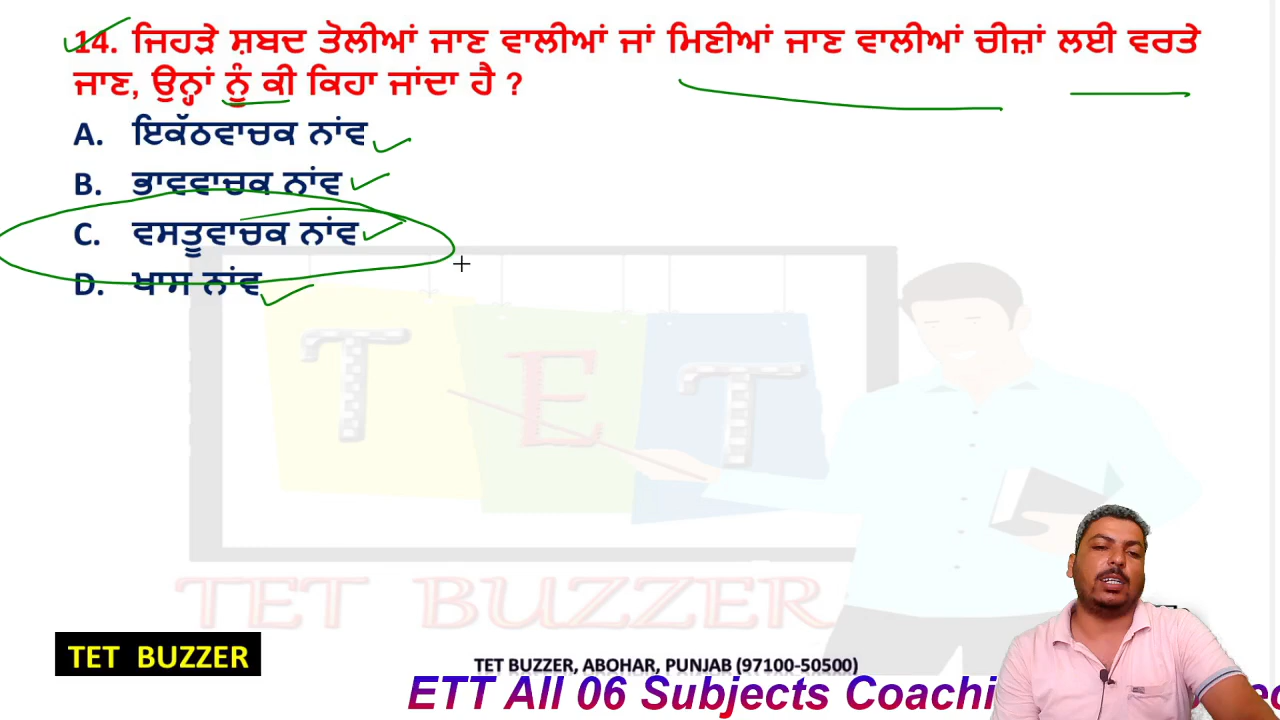 14. ਜਿਹੜੇ ਸ਼ਬਦ ਤੋਲੀਆਂ ਜਾਣ ਵਾਲੀਆਂ ਜਾਂ ਮਿਣੀਆਂ ਜਾਣ ਵਾਲੀਆਂ ਚੀਜ਼ਾਂ ਲਈ ਵਰਤੇ
ਜਾਣ, ਉਨ੍ਹਾਂ ਨੂੰ ਕੀ ਕਿਹਾ ਜਾਂਦਾ ਹੈ ?
A. ਇਕੱਠਵਾਚਕ ਨਾਂਵ
B. ਭਾਵਵਾਚਕ ਨਾਂਵ
C. ਵਸਤੂਵਾਚਕ ਨਾਂਵ
D. ਖਾਸ ਨਾਂਵ
T E T
TET BUZZER
TET BUZZER
TET BUZZER, ABOHAR, PUNJAB (97100-50500)
ETT All 06 Subjects Coachi